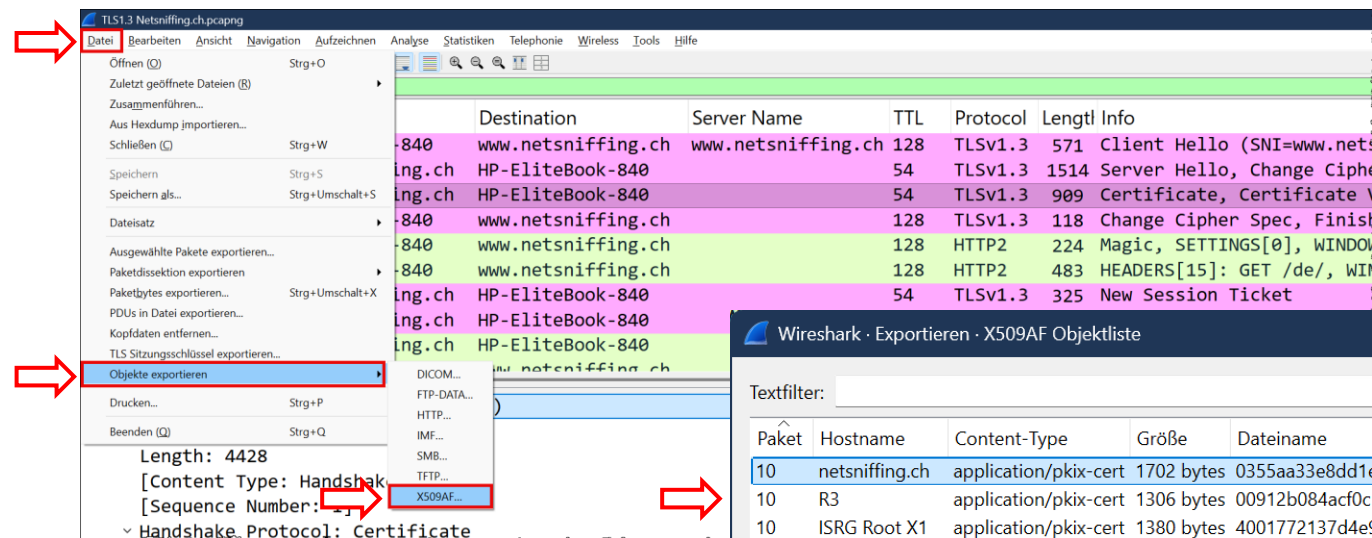 TLS1.3 Netsniffing.ch.pcapng
Datei Bearbeiten Ansicht Navigation Aufzeichnen Analyse Statistiken Telephonie Wireless Tools Hilfe
Öffnen (O) Strg+O
Zuletzt geöffnete Dateien (R)
Zusammenführen...
Aus Hexdump importieren...
Schließen (C) Strg+W
Speichern Strg+S
Speichern als... Strg+Umschalt+S
Dateisatz
Ausgewählte Pakete exportieren...
Paketdissektion exportieren
Paketbytes exportieren... Strg+Umschalt+X
PDUs in Datei exportieren...
Kopfdaten entfernen...
TLS Sitzungsschlüssel exportieren...
Objekte exportieren
Drucken... Strg+P
Beenden (Q) Strg+Q
DICOM...
FTP-DATA...
HTTP...
IMF...
SMB...
TFTP...
X509AF...
Destination Server Name TTL Protocol Lengtl Info
-840 www.netsniffing.ch www.netsniffing.ch 128 TLSv1.3 571 Client Hello (SNI=www.nets
ing.ch HP-EliteBook-840 54 TLSv1.3 1514 Server Hello, Change Ciphe
ing.ch HP-EliteBook-840 54 TLSv1.3 909 Certificate, Certificate V
-840 www.netsniffing.ch 128 TLSv1.3 118 Change Cipher Spec, Finish
-840 www.netsniffing.ch 128 HTTP2 224 Magic, SETTINGS[0], WINDOW
-840 www.netsniffing.ch 128 HTTP2 483 HEADERS[15]: GET /de/, WIN
ing.ch HP-EliteBook-840 54 TLSv1.3 325 New Session Ticket
ing.ch HP-EliteBook-840
ing.ch HP-EliteBook-840
www.netsniffing.ch
)
Length: 4428
[Content Type: Handshak
[Sequence Number: 1]
Handshake Protocol: Certificate
Wireshark · Exportieren · X509AF Objektliste
Textfilter:
Paket Hostname Content-Type Größe Dateiname
10 netsniffing.ch application/pkix-cert 1702 bytes 0355aa33e8dd1e
10 R3 application/pkix-cert 1306 bytes 00912b084acf0c
10 ISRG Root X1 application/pkix-cert 1380 bytes 4001772137d4e9